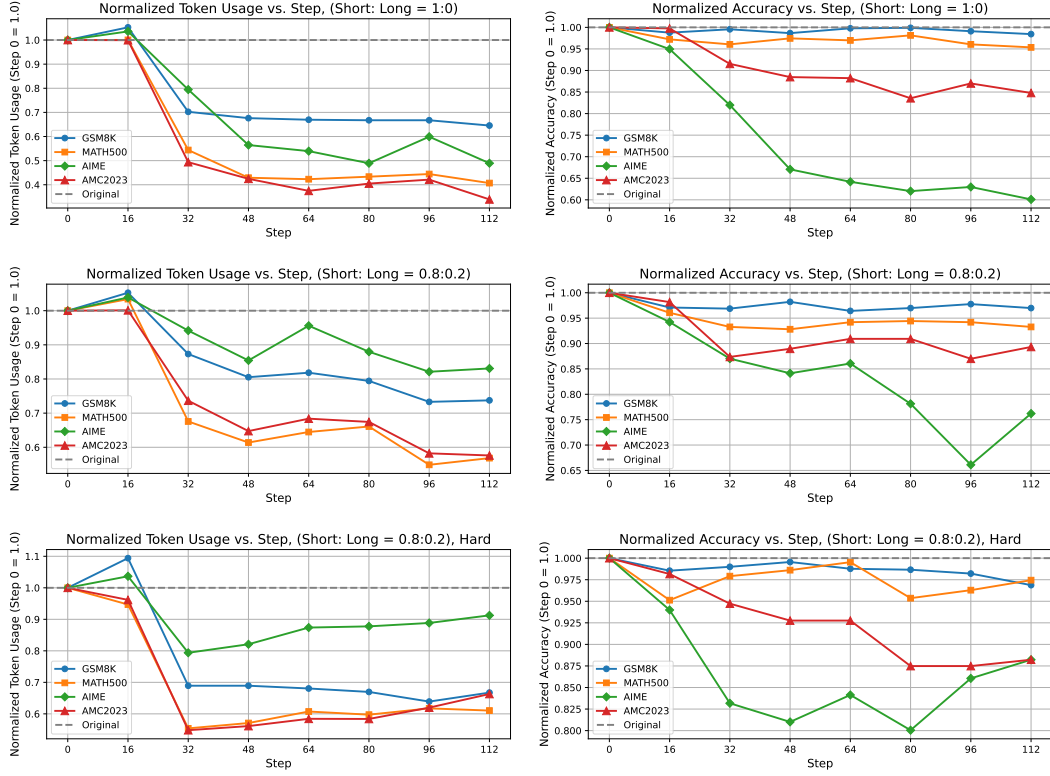 Normalized Token Usage vs. Step, (Short: Long = 1:0)
Normalized Token Usage (Step 0 = 1.0)
1.0
0.9
0.8
0.7
0.6
0.5
0.4
GSM8K
MATH500
AIME
AMC2023
Original
0 16 32 48 64 80 96 112
Step
Normalized Accuracy vs. Step, (Short: Long = 1:0)
Normalized Accuracy (Step 0 = 1.0)
1.00
0.95
0.90
0.85
0.80
0.75
0.70
0.65
0.60
GSM8K
MATH500
AIME
AMC2023
Original
0 16 32 48 64 80 96 112
Step
Normalized Token Usage vs. Step, (Short: Long = 0.8:0.2)
Normalized Token Usage (Step 0 = 1.0)
1.0
0.9
0.8
0.7
0.6
GSM8K
MATH500
AIME
AMC2023
Original
0 16 32 48 64 80 96 112
Step
Normalized Accuracy vs. Step, (Short: Long = 0.8:0.2)
Normalized Accuracy (Step 0 = 1.0)
1.00
0.95
0.90
0.85
0.80
0.75
0.70
0.65
GSM8K
MATH500
AIME
AMC2023
Original
0 16 32 48 64 80 96 112
Step
Normalized Token Usage vs. Step, (Short: Long = 0.8:0.2), Hard
Normalized Token Usage (Step 0 = 1.0)
1.1
1.0
0.9
0.8
0.7
0.6
GSM8K
MATH500
AIME
AMC2023
Original
0 16 32 48 64 80 96 112
Step
Normalized Accuracy vs. Step, (Short: Long = 0.8:0.2), Hard
Normalized Accuracy (Step 0 = 1.0)
1.000
0.975
0.950
0.925
0.900
0.875
0.850
0.825
0.800
GSM8K
MATH500
AIME
AMC2023
Original
0 16 32 48 64 80 96 112
Step